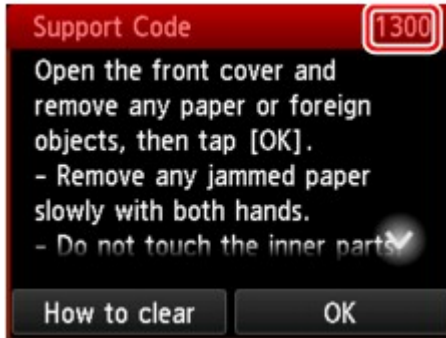 Support Code 1300
Open the front cover and
remove any paper or foreign
objects, then tap [OK].
- Remove any jammed paper
slowly with both hands.
- Do not touch the inner parts
How to clear OK